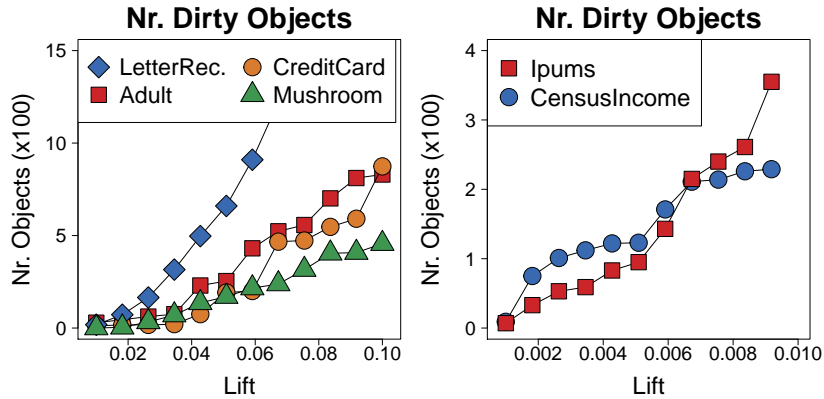 Nr. Dirty Objects
15
10
5
0
Nr. Objects (x100)
LetterRec.
Adult
CreditCard
Mushroom
0.02
0.04
0.06
0.08
0.10
Lift
Nr. Dirty Objects
4
3
2
1
0
Nr. Objects (x100)
Ipums
CensusIncome
0.002
0.004
0.006
0.008
0.010
Lift